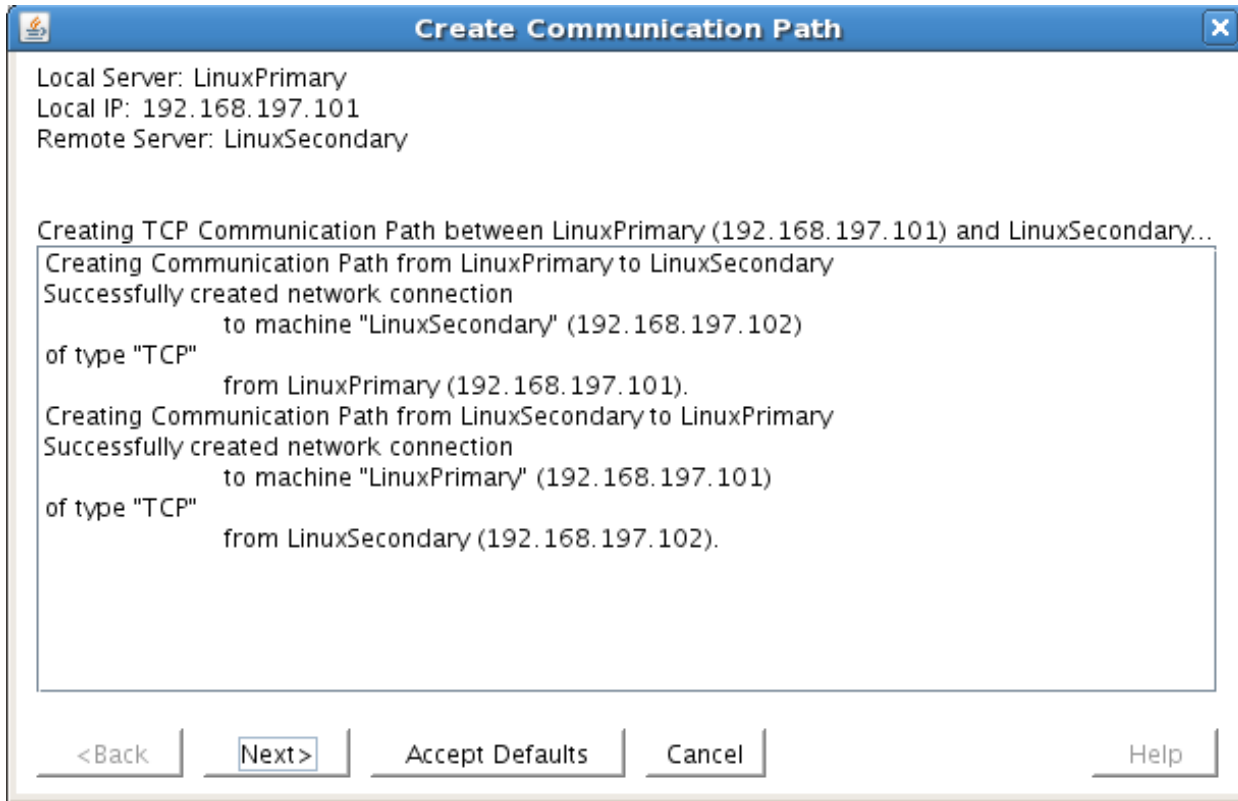 Create Communication Path
Local Server: LinuxPrimary
Local IP: 192.168.197.101
Remote Server: LinuxSecondary
Creating TCP Communication Path between LinuxPrimary (192.168.197.101) and LinuxSecondary...
Creating Communication Path from LinuxPrimary to LinuxSecondary
Successfully created network connection
to machine "LinuxSecondary" (192.168.197.102)
of type "TCP"
from LinuxPrimary (192.168.197.101).
Creating Communication Path from LinuxSecondary to LinuxPrimary
Successfully created network connection
to machine "LinuxPrimary" (192.168.197.101)
of type "TCP"
from LinuxSecondary (192.168.197.102).
<Back Next> Accept Defaults Cancel Help